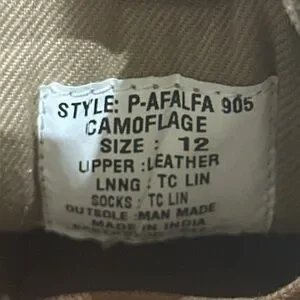 STYLE: P-AFALFA 905
CAMOFLAGE
SIZE : 12
UPPER :LEATHER
LNNG : TC LIN
SOCKS : TC LIN
OUTSOLE :MAN MADE
MADE IN INDIA